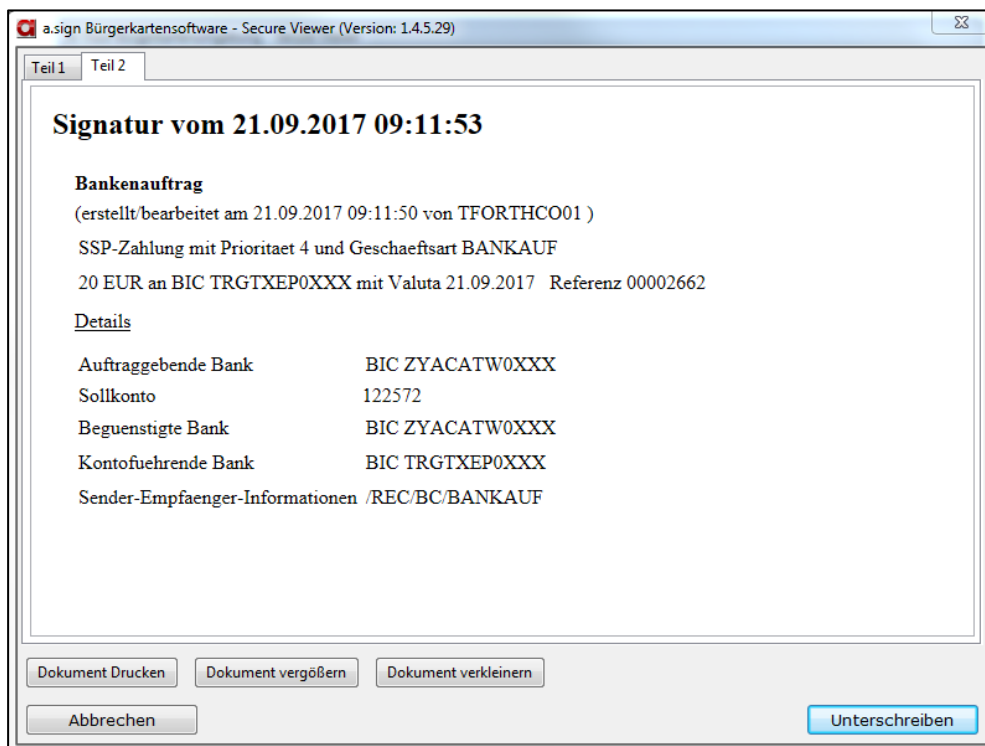 a.sign Bürgerkartensoftware - Secure Viewer (Version: 1.4.5.29)
Teil 1 Teil 2
Signatur vom 21.09.2017 09:11:53
Bankenauftrag
(erstellt/bearbeitet am 21.09.2017 09:11:50 von TFORTHCO01 )
SSP-Zahlung mit Prioritaet 4 und Geschaeftsart BANKAUF
20 EUR an BIC TRGTXEP0XXX mit Valuta 21.09.2017 Referenz 00002662
Details
Auftraggebende Bank BIC ZYACATW0XXX
Sollkonto 122572
Beguenstigte Bank BIC ZYACATW0XXX
Kontofuehrende Bank BIC TRGTXEP0XXX
Sender-Empfaenger-Informationen /REC/BC/BANKAUF
Dokument Drucken Dokument vergößern Dokument verkleinern
Abbrechen Unterschreiben